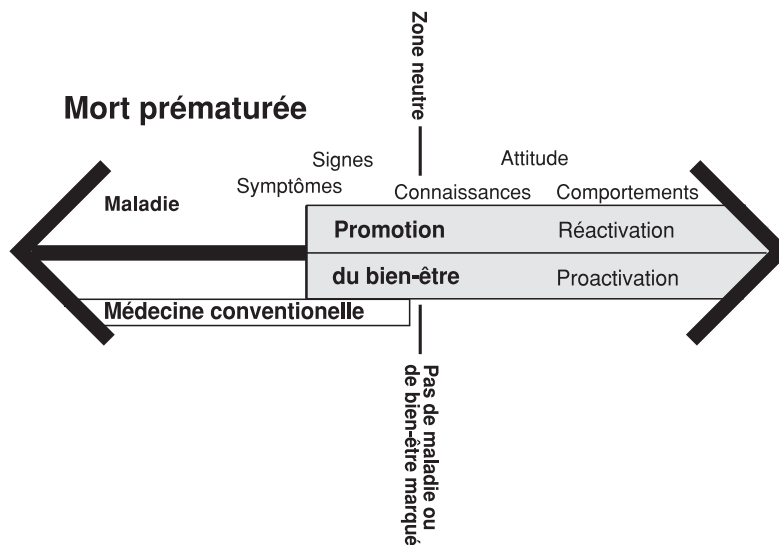 Zone neutre
Mort prématurée
Signes
Attitude
Symptômes
Connaissances
Comportements
Maladie
Promotion
Réactivation
du bien-être
Proactivation
Médecine conventionelle
Pas de maladie ou
de bien-être marqué